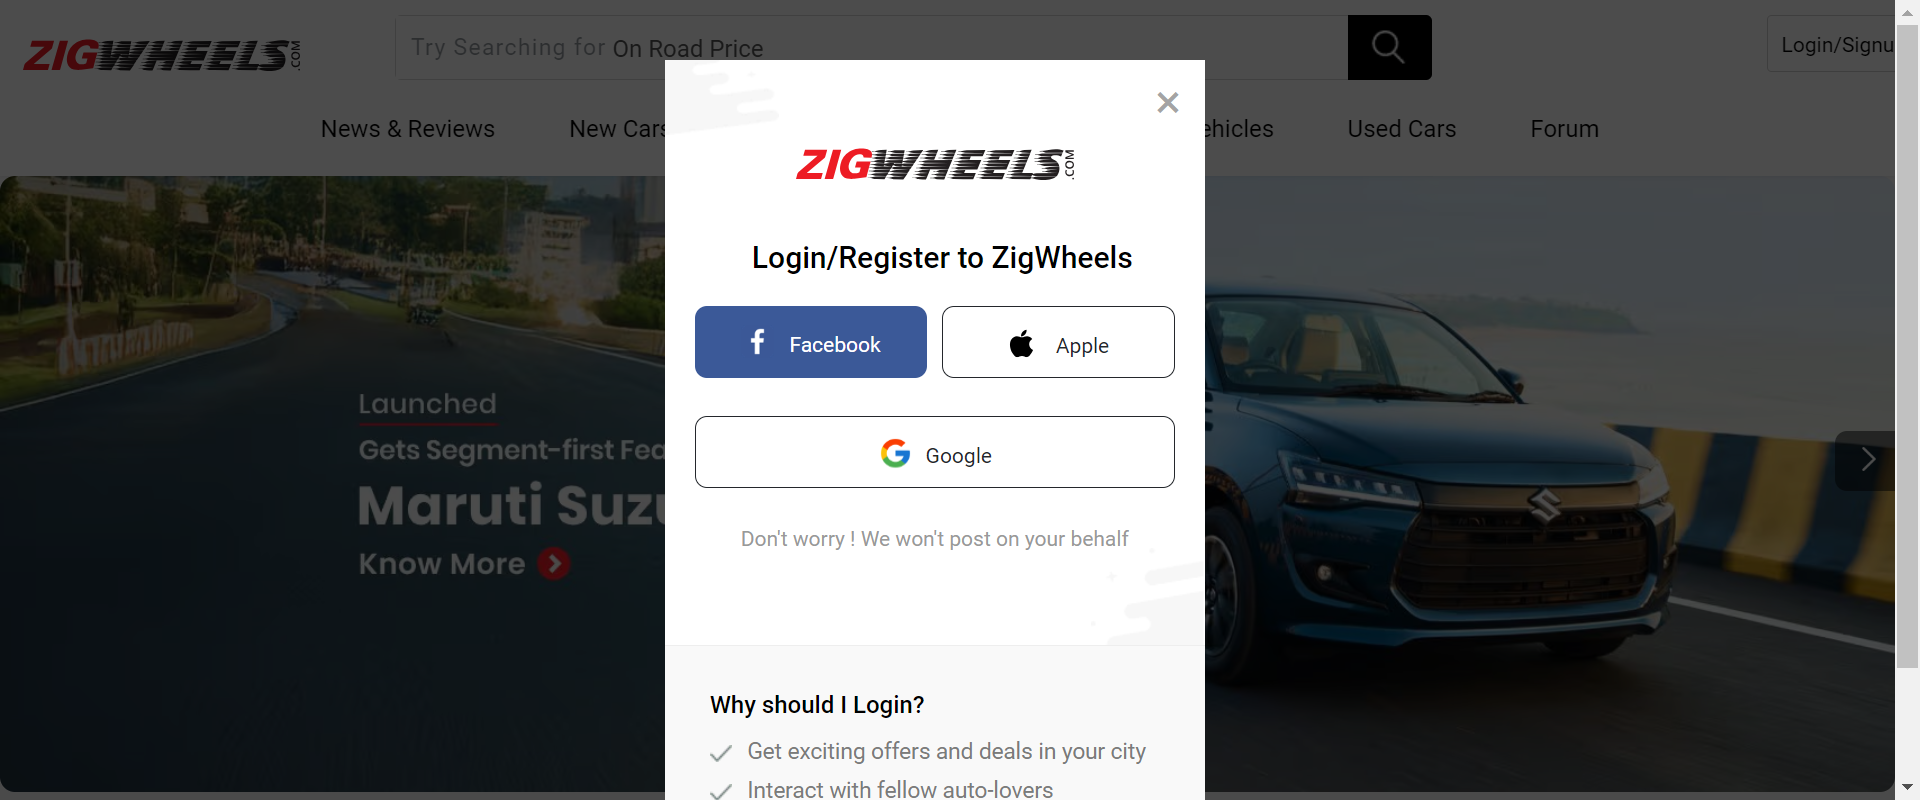 ZIGWHEELS.COM
Try Searching for On Road Price
Login/Signu
News & Reviews
New Cars
ehicles
Used Cars
Forum
Launched
Gets Segment-first Fea
Maruti Suzu
Know More
ZIGWHEELS.COM
Login/Register to ZigWheels
Facebook
Apple
Google
Don't worry ! We won't post on your behalf
Why should I Login?
Get exciting offers and deals in your city
Interact with fellow auto-lovers